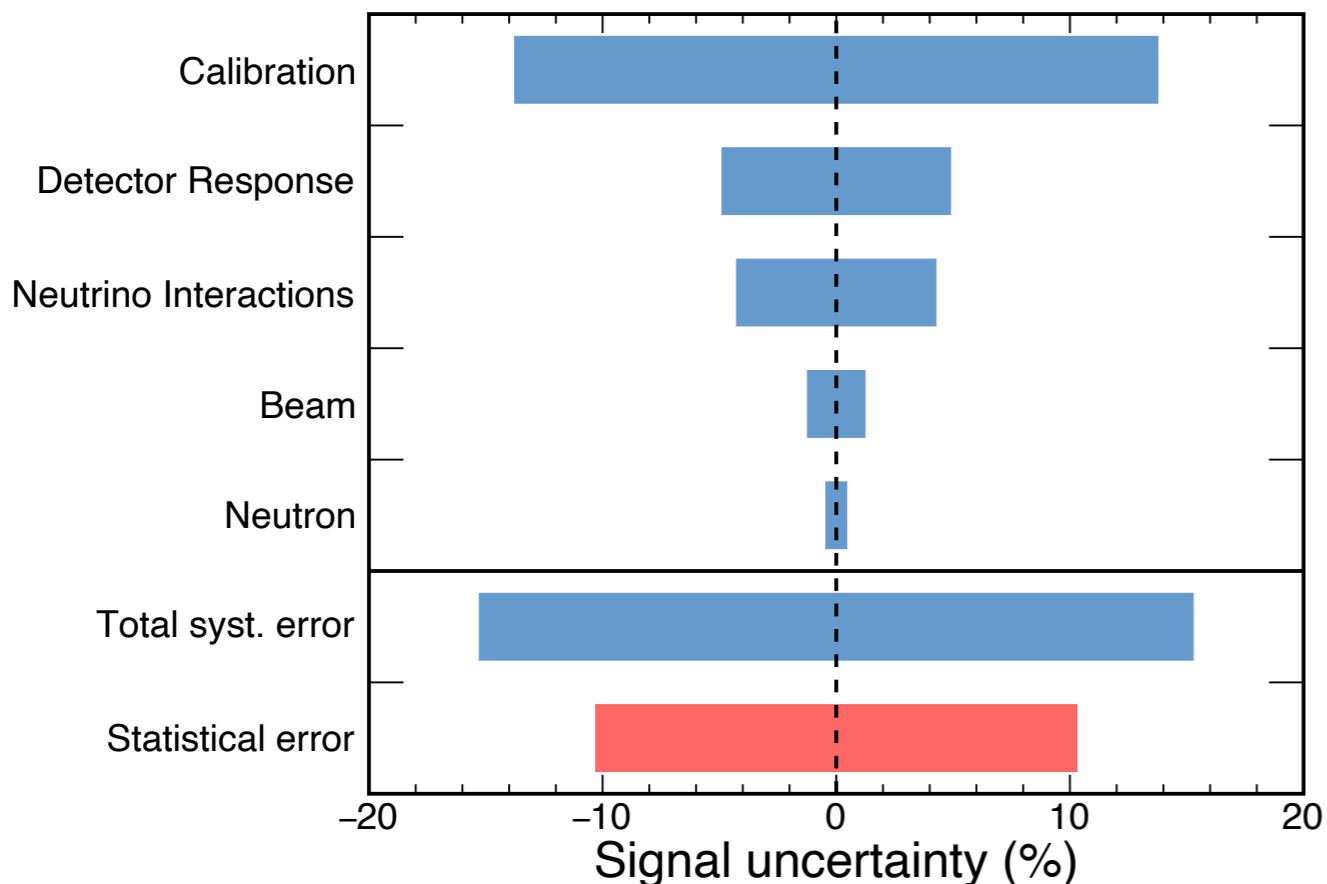 Calibration
Detector Response
Neutrino Interactions
Beam
Neutron
Total syst. error
Statistical error
−20 −10 0 10 20
Signal uncertainty (%)